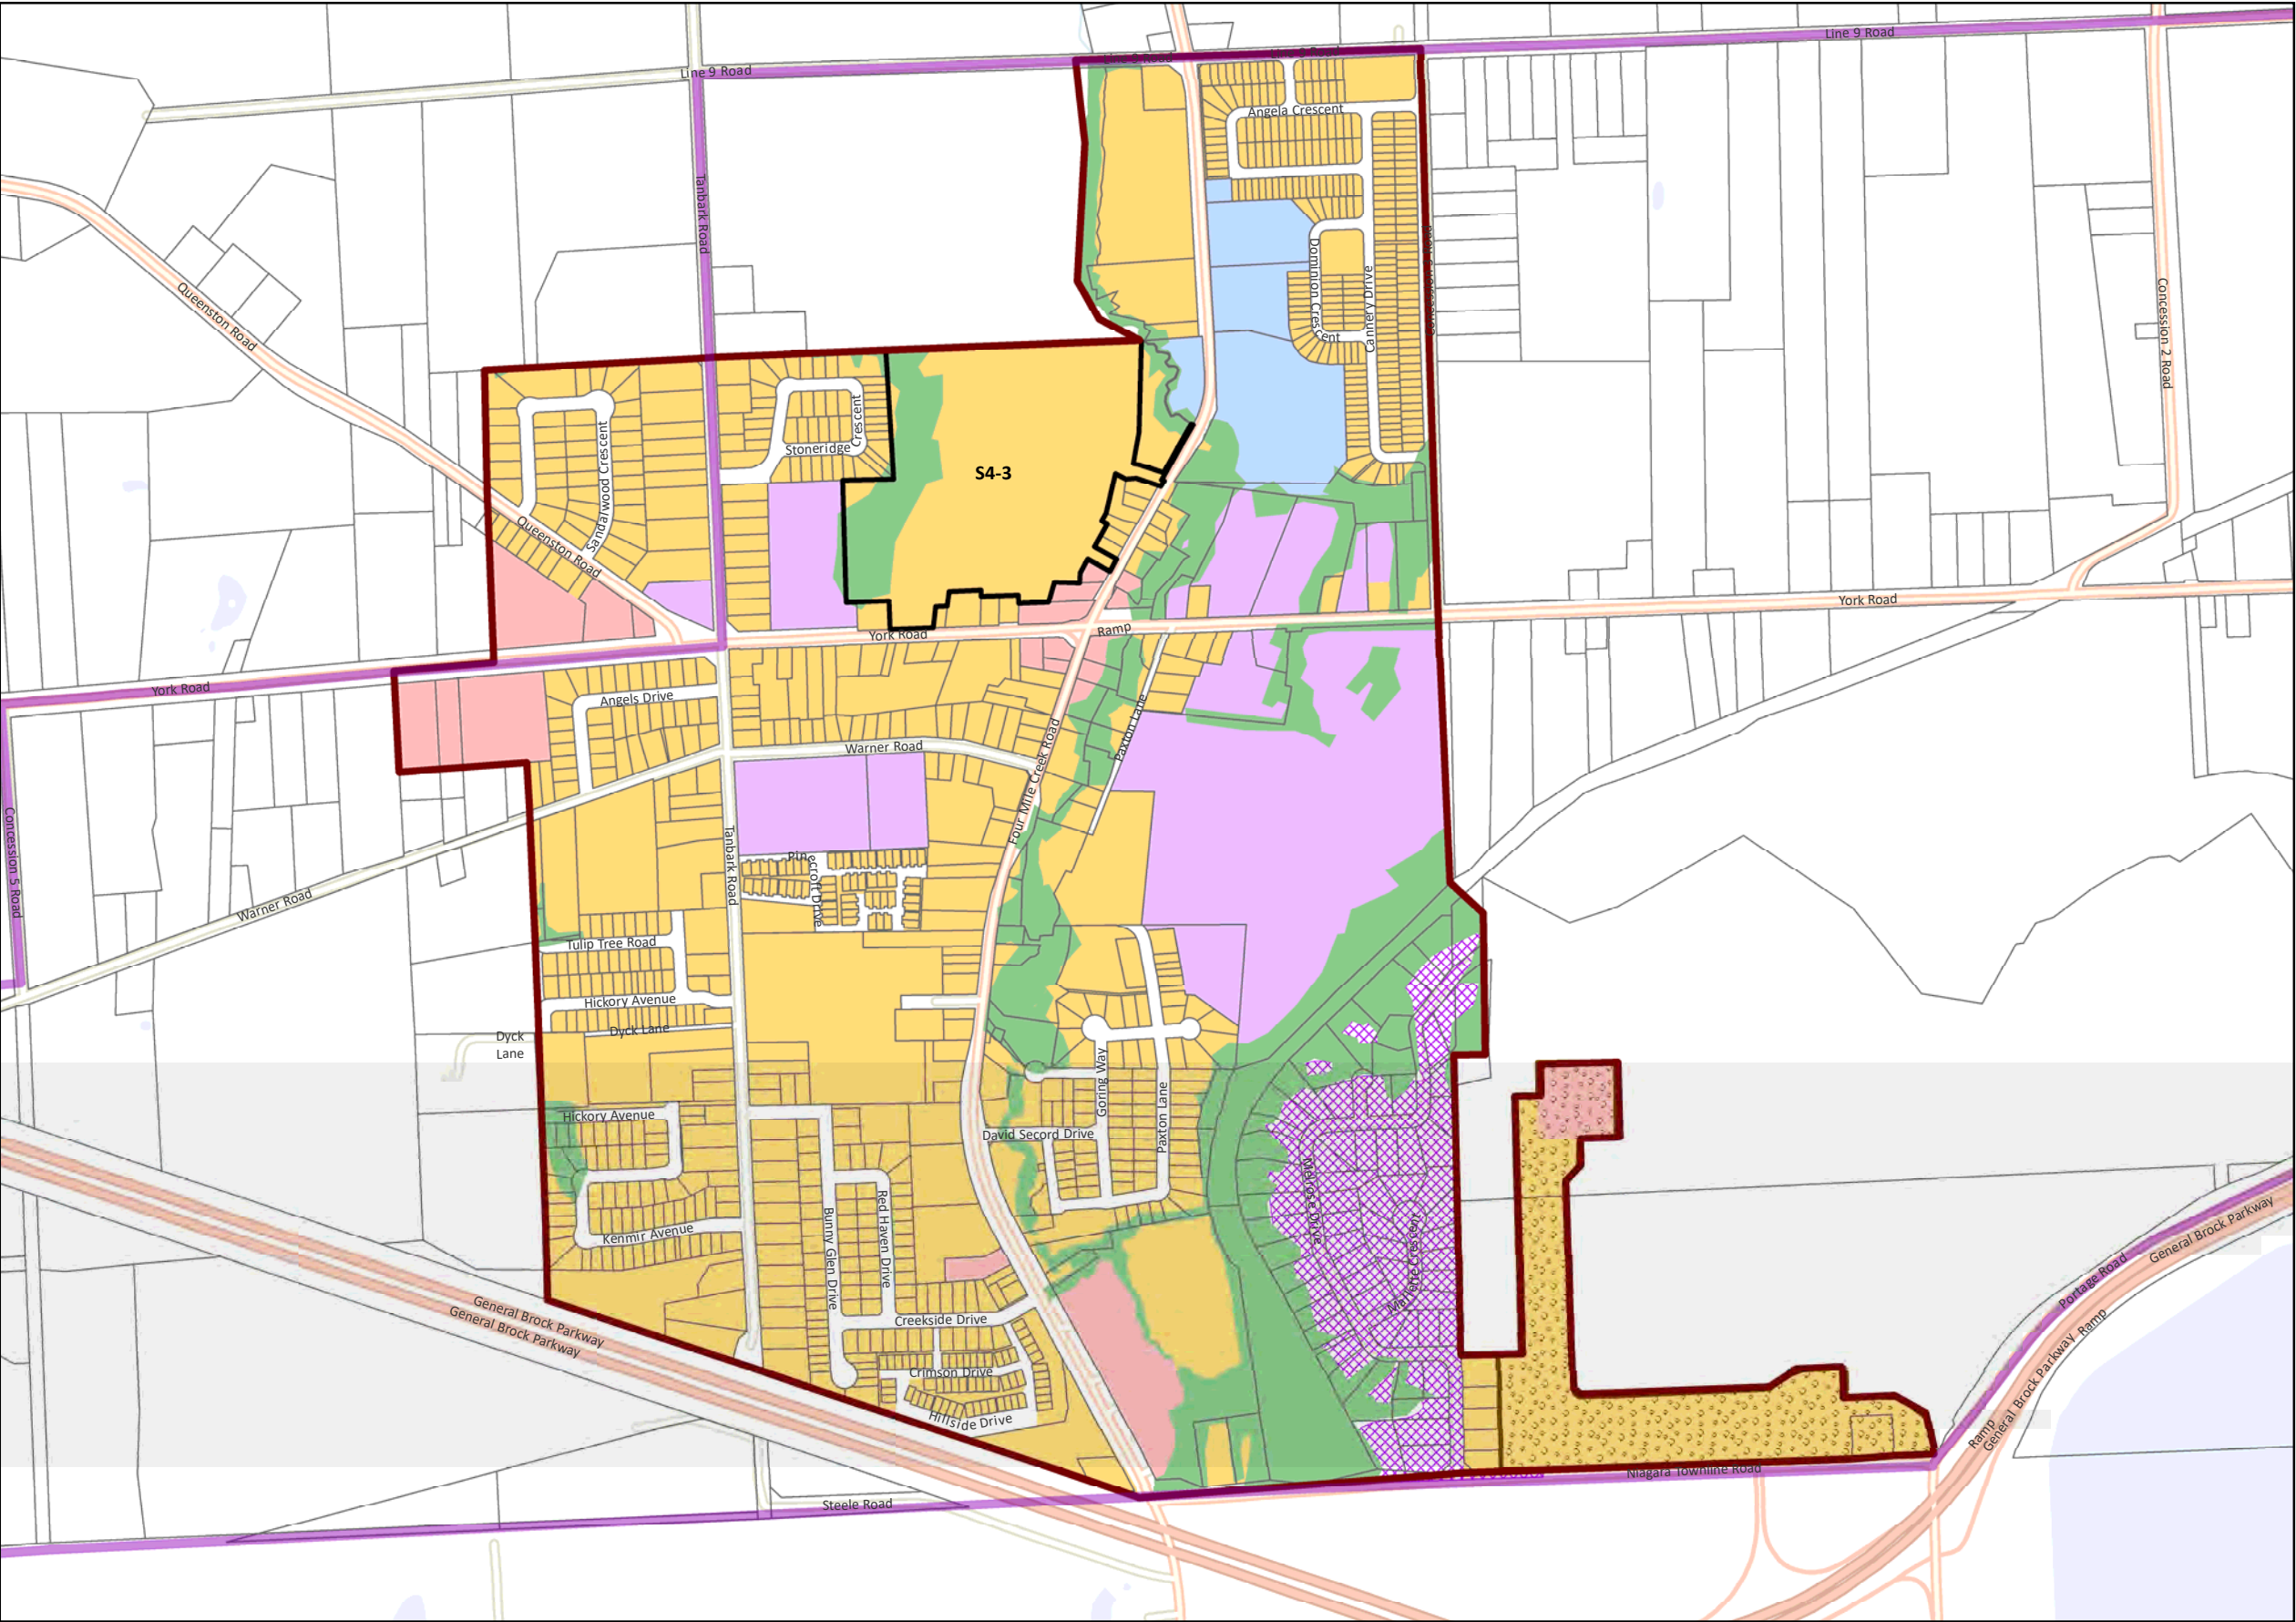 Line 9 Road
Line 9 Road
Line 9 Road
Line 9 Road
Angela Crescent
Tanbark Road
Queenston Road
Dominion Crescent
Cannery Drive
Concession 2 Road
Stoneridge Crescent
Sandalwood Crescent
S4-3
Queenston Road
York Road
York Road
Ramp
York Road
Angels Drive
Warner Road
Four Mile Creek Road
Paxton Lane
Concession 5 Road
Tanbark Road
Pinecroft Drive
Warner Road
Tulip Tree Road
Hickory Avenue
Dyck Lane
Dyck
Lane
Goring Way
Paxton Lane
Hickory Avenue
David Secord Drive
Melrose Drive
Kenmir Avenue
Bunny Glen Drive
Red Haven Drive
General Brock Parkway
General Brock Parkway
Creekside Drive
Crimson Drive
Hillside Drive
Portage Road
General Brock Parkway
General Brock Parkway
Ramp
Ramp
Niagara Townline Road
Steele Road